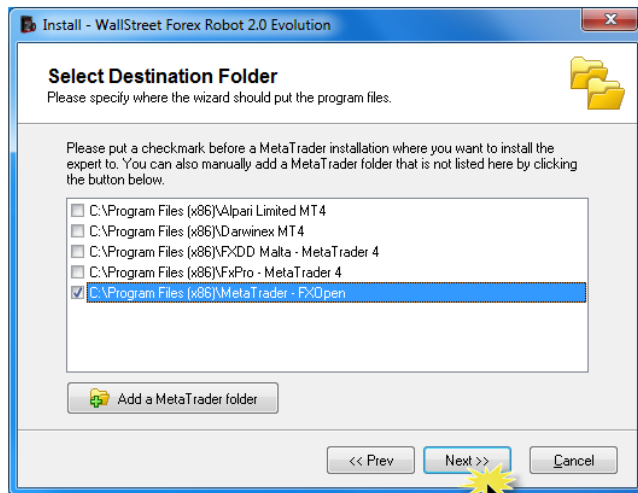 Install - WallStreet Forex Robot 2.0 Evolution
Select Destination Folder
Please specify where the wizard should put the program files.
Please put a checkmark before a MetaTrader installation where you want to install the
expert to. You can also manually add a MetaTrader folder that is not listed here by clicking
the button below.
C:\Program Files (x86)\Alpari Limited MT4
C:\Program Files (x86)\Darwinex MT4
C:\Program Files (x86)\FXDD Malta - MetaTrader 4
C:\Program Files (x86)\FxPro - MetaTrader 4
C:\Program Files (x86)\MetaTrader - FXOpen
Add a MetaTrader folder
<< Prev Next >> Cancel